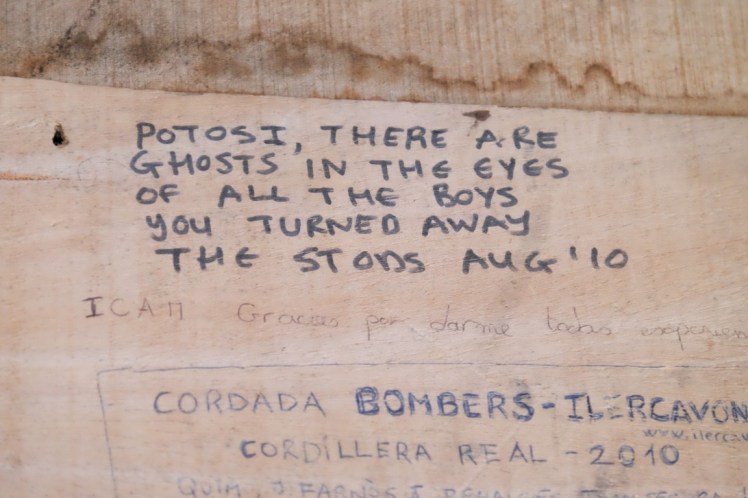 POTOSI, THERE ARE
GHOSTS IN THE EYES
OF ALL THE BOYS
YOU TURNED AWAY
THE STODS AUG '10
Gracias por darme todas
CORDADA BOMBERS-ILERCAVON
www.ilercav
CORDILLERA REAL - 2010
QUIM